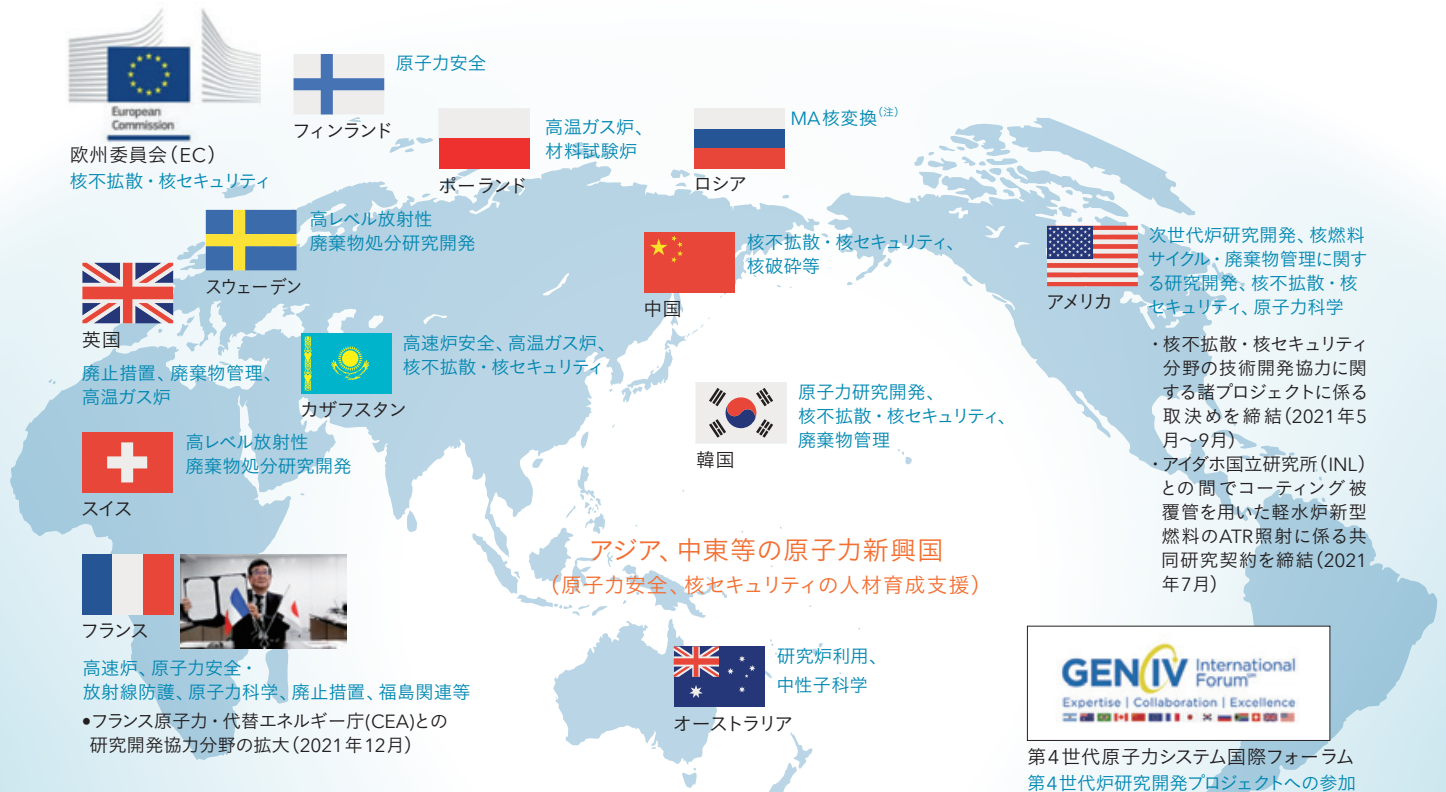 European
Commission
欧州委員会(EC)
核不拡散・核セキュリティ
フィンランド
原子力安全
ポーランド
高温ガス炉、
材料試験炉
ロシア
MA核変換(注)
スウェーデン
高レベル放射性
廃棄物処分研究開発
英国
廃止措置、廃棄物管理、
高温ガス炉
カザフスタン
高速炉安全、高温ガス炉、
核不拡散・核セキュリティ
中国
核不拡散・核セキュリティ、
核破砕等
アメリカ
次世代炉研究開発、核燃料
サイクル・廃棄物管理に関す
る研究開発、核不拡散・核
セキュリティ、原子力科学
・核不拡散・核セキュリティ
分野の技術開発協力に関
する諸プロジェクトに係る
取決めを締結(2021年5
月〜9月)
・アイダホ国立研究所(INL)
との間でコーティング被
覆管を用いた軽水炉新型
燃料のATR照射に係る共
同研究契約を締結(2021
年7月)
スイス
高レベル放射性
廃棄物処分研究開発
韓国
原子力研究開発、
核不拡散・核セキュリティ、
廃棄物管理
アジア、中東等の原子力新興国
(原子力安全、核セキュリティの人材育成支援)
フランス
高速炉、原子力安全・
放射線防護、原子力科学、廃止措置、福島関連等
•フランス原子力・代替エネルギー庁(CEA)との
研究開発協力分野の拡大(2021年12月)
オーストラリア
研究炉利用、
中性子科学
GENIV International
Forum℠
Expertise | Collaboration | Excellence
第4世代原子力システム国際フォーラム
第4世代炉研究開発プロジェクトへの参加